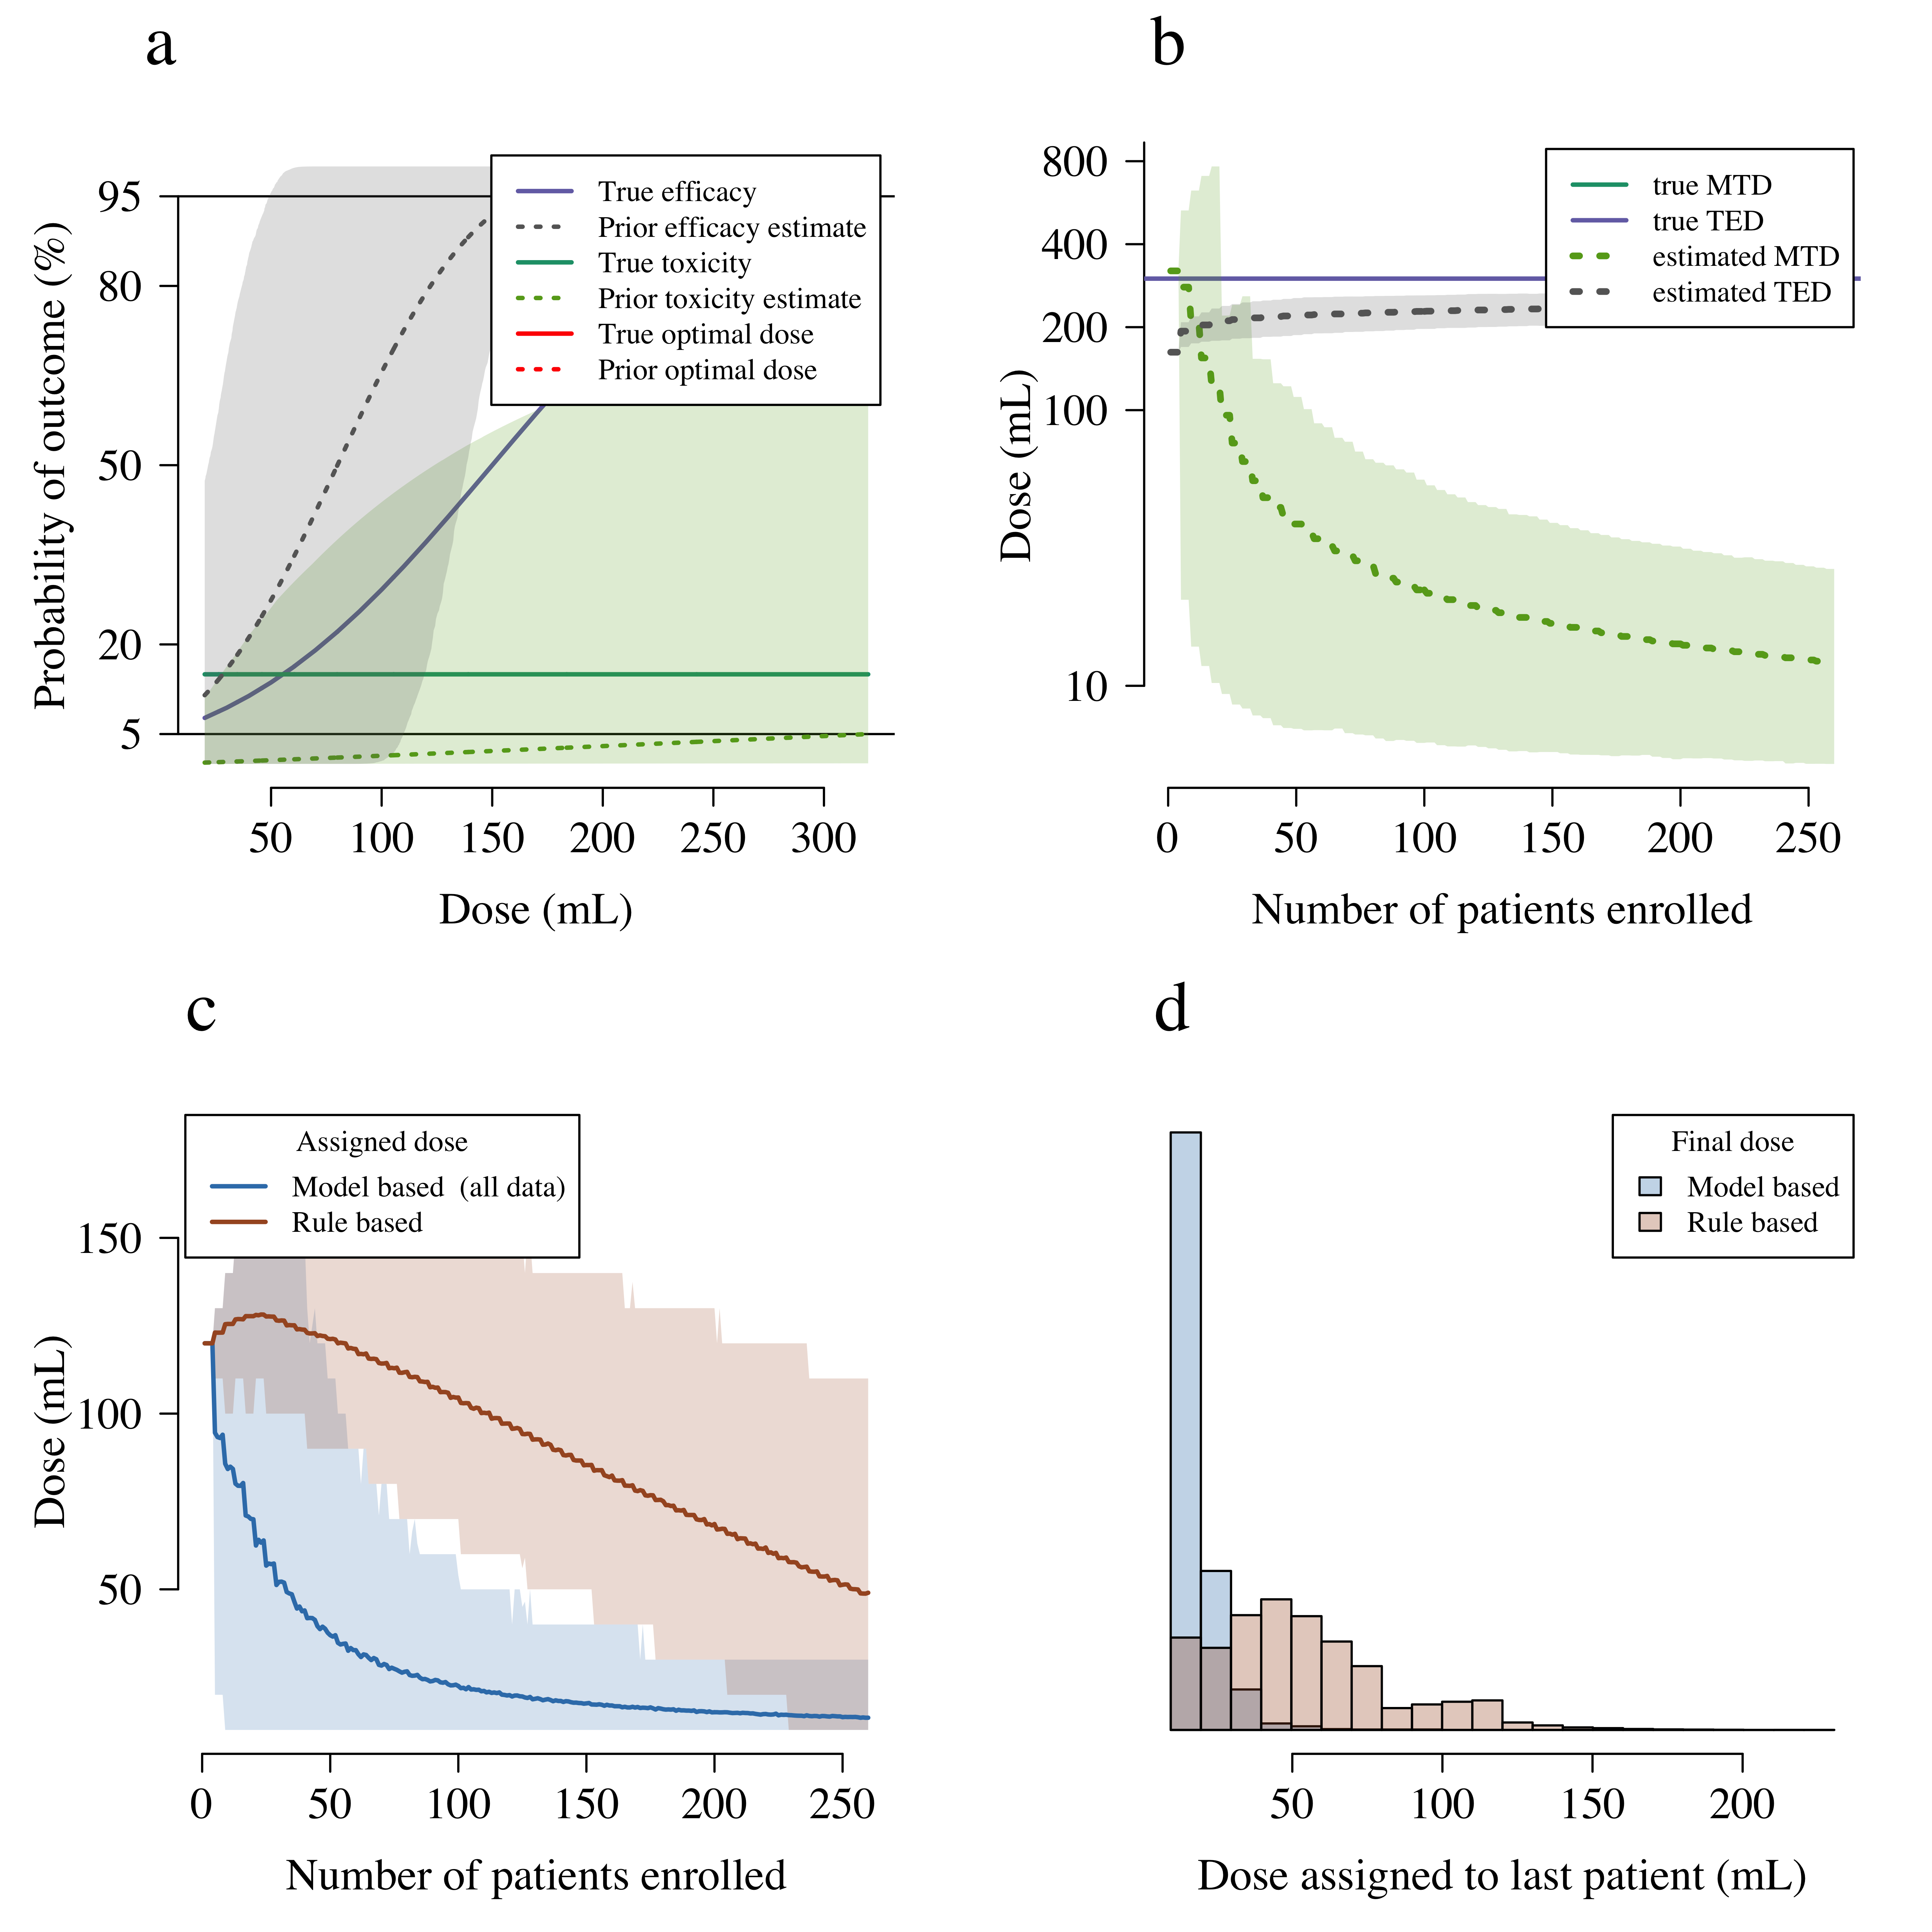 a
Probability of outcome (%)
95
80
50
20
5
True efficacy
Prior efficacy estimate
True toxicity
Prior toxicity estimate
True optimal dose
Prior optimal dose
50 100 150 200 250 300
Dose (mL)
b
Dose (mL)
800
400
200
100
10
true MTD
true TED
estimated MTD
estimated TED
0 50 100 150 200 250
Number of patients enrolled
c
Dose (mL)
Assigned dose
Model based (all data)
Rule based
150
100
50
0 50 100 150 200 250
Number of patients enrolled
d
Final dose
Model based
Rule based
50 100 150 200
Dose assigned to last patient (mL)